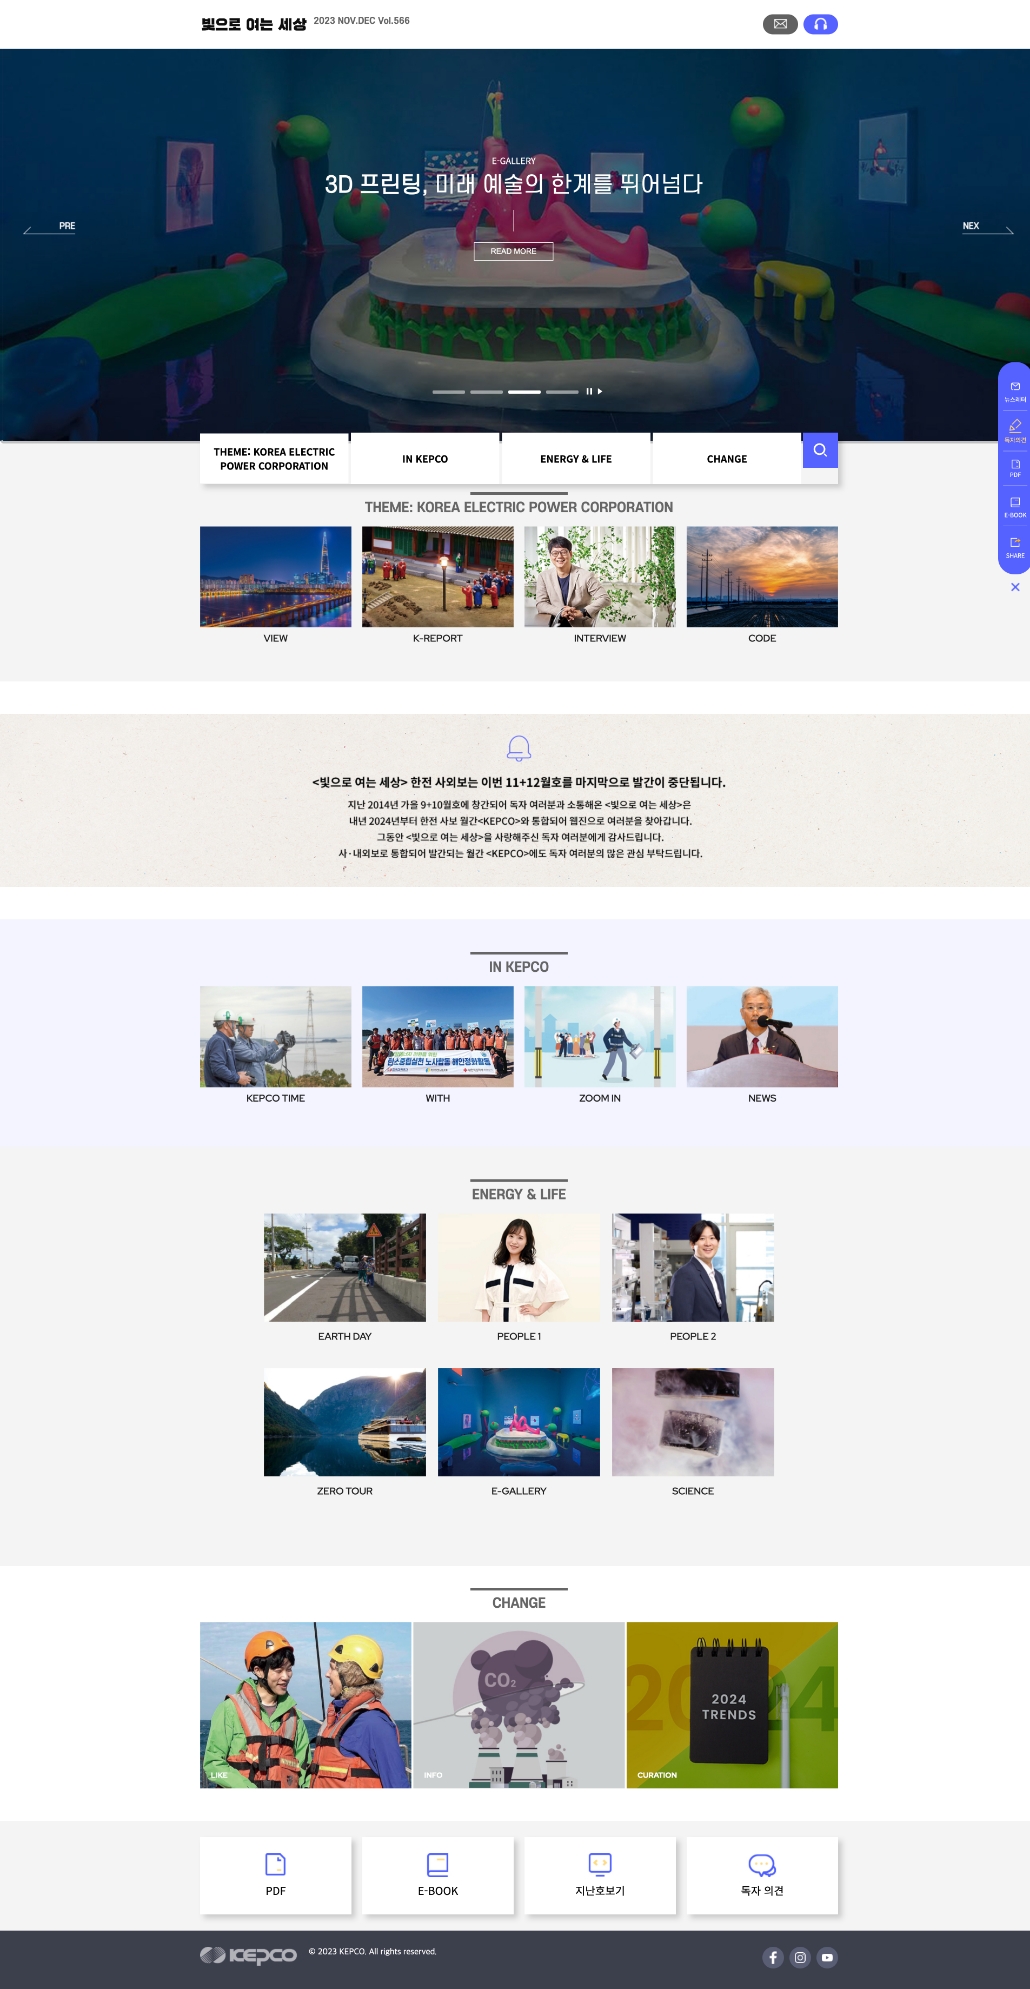 빛으로 여는 세상 2023 NOV.DEC Vol.566
E-GALLERY
3D 프린팅, 미래 예술의 한계를 뛰어넘다
PRE
NEX
READ MORE
뉴스레터
독자의견
PDF
E-BOOK
SHARE
THEME: KOREA ELECTRIC
POWER CORPORATION
IN KEPCO
ENERGY & LIFE
CHANGE
THEME: KOREA ELECTRIC POWER CORPORATION
VIEW
K-REPORT
INTERVIEW
CODE
<빛으로 여는 세상> 한전 사외보는 이번 11+12월호를 마지막으로 발간이 중단됩니다.
지난 2014년 가을 9+10월호에 창간되어 독자 여러분과 소통해온 <빛으로 여는 세상>은
내년 2024년부터 한전 사보 월간<KEPCO>와 통합되어 웹진으로 여러분을 찾아갑니다.
그동안 <빛으로 여는 세상>을 사랑해주신 독자 여러분에게 감사드립니다.
사·내외보로 통합되어 발간되는 월간 <KEPCO>에도 독자 여러분의 많은 관심 부탁드립니다.
IN KEPCO
KEPCO TIME
WITH
ZOOM IN
NEWS
ENERGY & LIFE
EARTH DAY
PEOPLE 1
PEOPLE 2
ZERO TOUR
E-GALLERY
SCIENCE
CHANGE
LIKE
CO2
INFO
2024
2024
TRENDS
CURATION
PDF
E-BOOK
지난호보기
독자 의견
KEPCO
© 2023 KEPCO. All rights reserved.